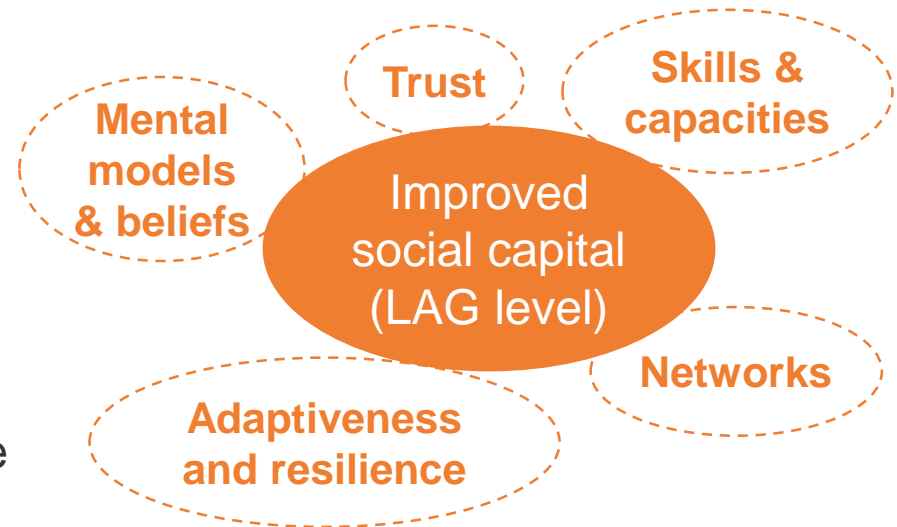 Trust
Skills &
capacities
Mental
models
& beliefs
Improved
social capital
(LAG level)
Networks
Adaptiveness
and resilience
e